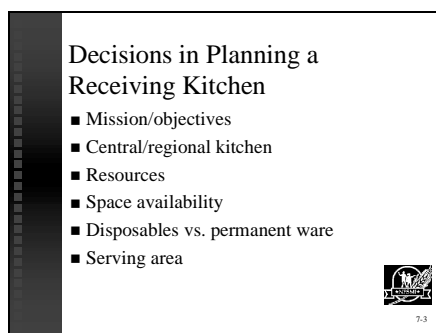 Decisions in Planning a
Receiving Kitchen
■ Mission/objectives
■ Central/regional kitchen
■ Resources
■ Space availability
■ Disposables vs. permanent ware
■ Serving area
NFSMI
7-3